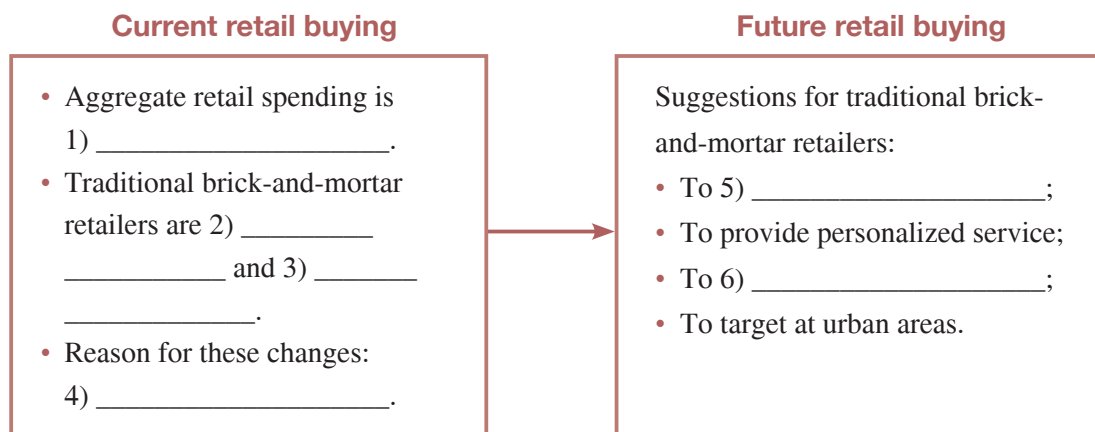 Current retail buying
• Aggregate retail spending is
1) ____________________.
• Traditional brick-and-mortar
retailers are 2) _________
___________ and 3) _______
_____________.
• Reason for these changes:
4) ____________________.
Future retail buying
Suggestions for traditional brick-
and-mortar retailers:
• To 5) ____________________;
• To provide personalized service;
• To 6) ____________________;
• To target at urban areas.